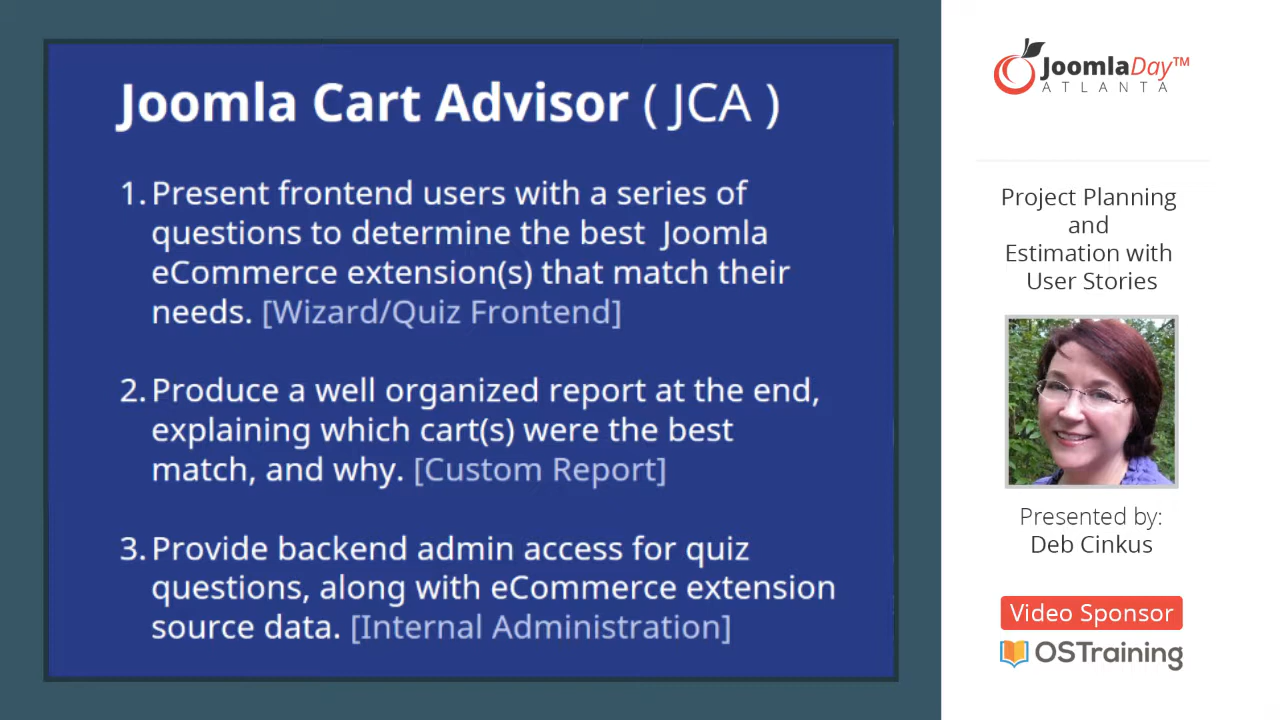 Joomla Cart Advisor ( JCA )
1. Present frontend users with a series of
questions to determine the best Joomla
eCommerce extension(s) that match their
needs. [Wizard/Quiz Frontend]
2. Produce a well organized report at the end,
explaining which cart(s) were the best
match, and why. [Custom Report]
3. Provide backend admin access for quiz
questions, along with eCommerce extension
source data. [Internal Administration]
JoomlaDay™
ATLANTA
Project Planning
and
Estimation with
User Stories
Presented by:
Deb Cinkus
Video Sponsor
OSTraining